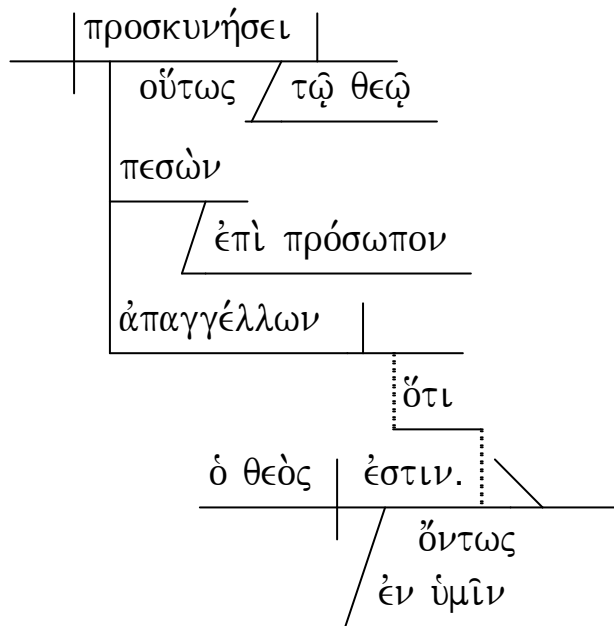 προσκυνήσει
οὕτως τῷ θεῷ
πεσὼν
ἐπὶ πρόσωπον
ἀπαγγέλλων
ὅτι
ὁ θεὸς ἐστιν.
ὄντως
ἐν ὑμῖν